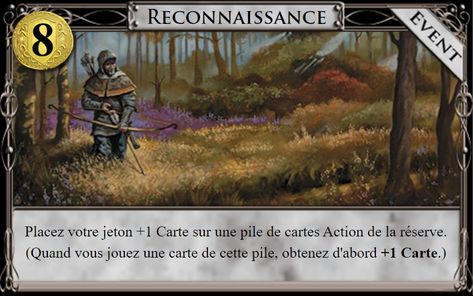 RECONNAISSANCE
8
EVENT
Placez votre jeton +1 Carte sur une pile de cartes Action de la réserve.
(Quand vous jouez une carte de cette pile, obtenez d'abord +1 Carte.)